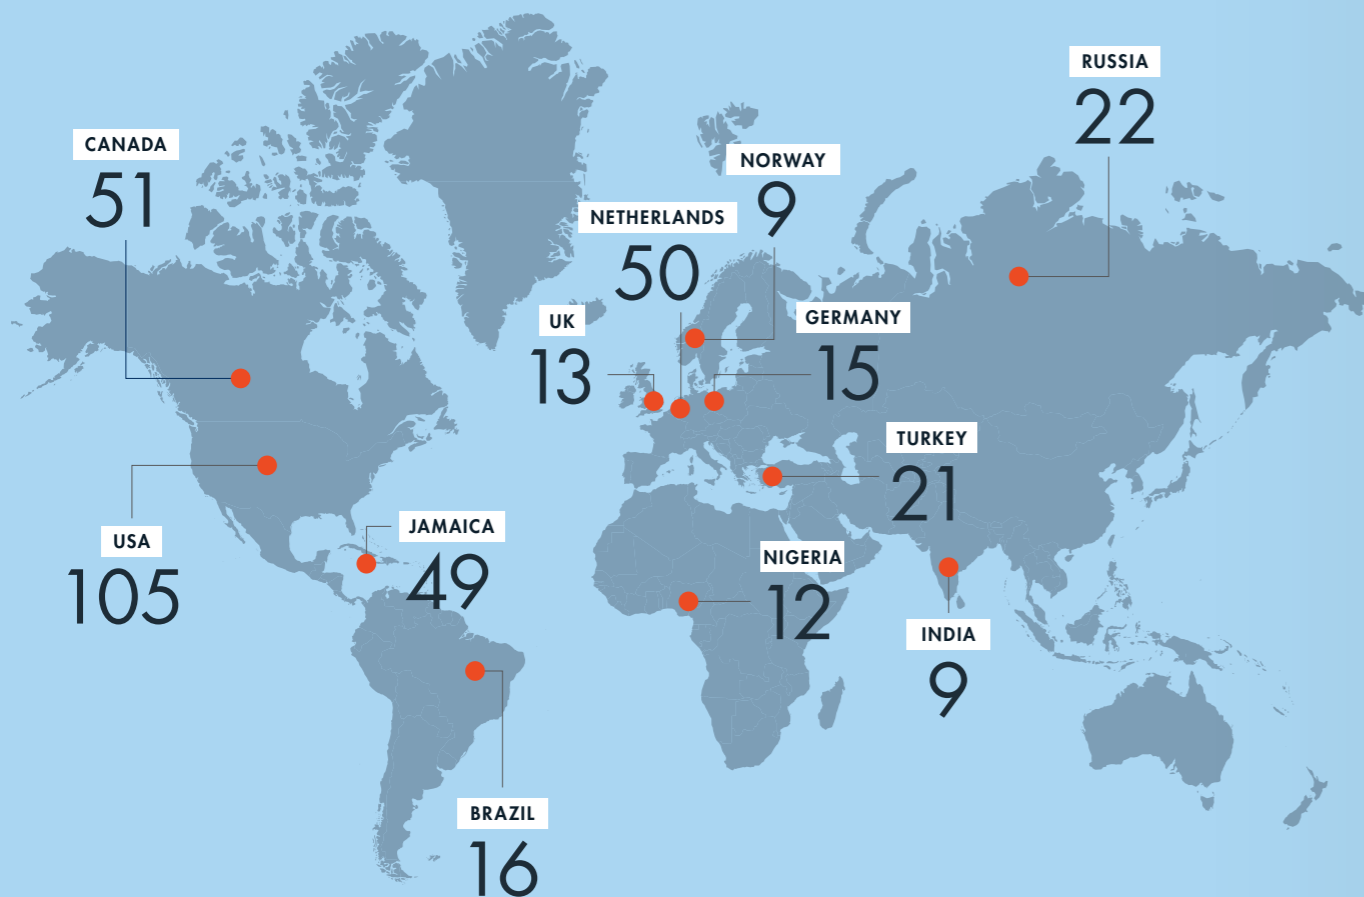 RUSSIA
22
CANADA
51
NORWAY
9
NETHERLANDS
50
UK
13
GERMANY
15
TURKEY
21
USA
105
JAMAICA
49
NIGERIA
12
INDIA
9
BRAZIL
16